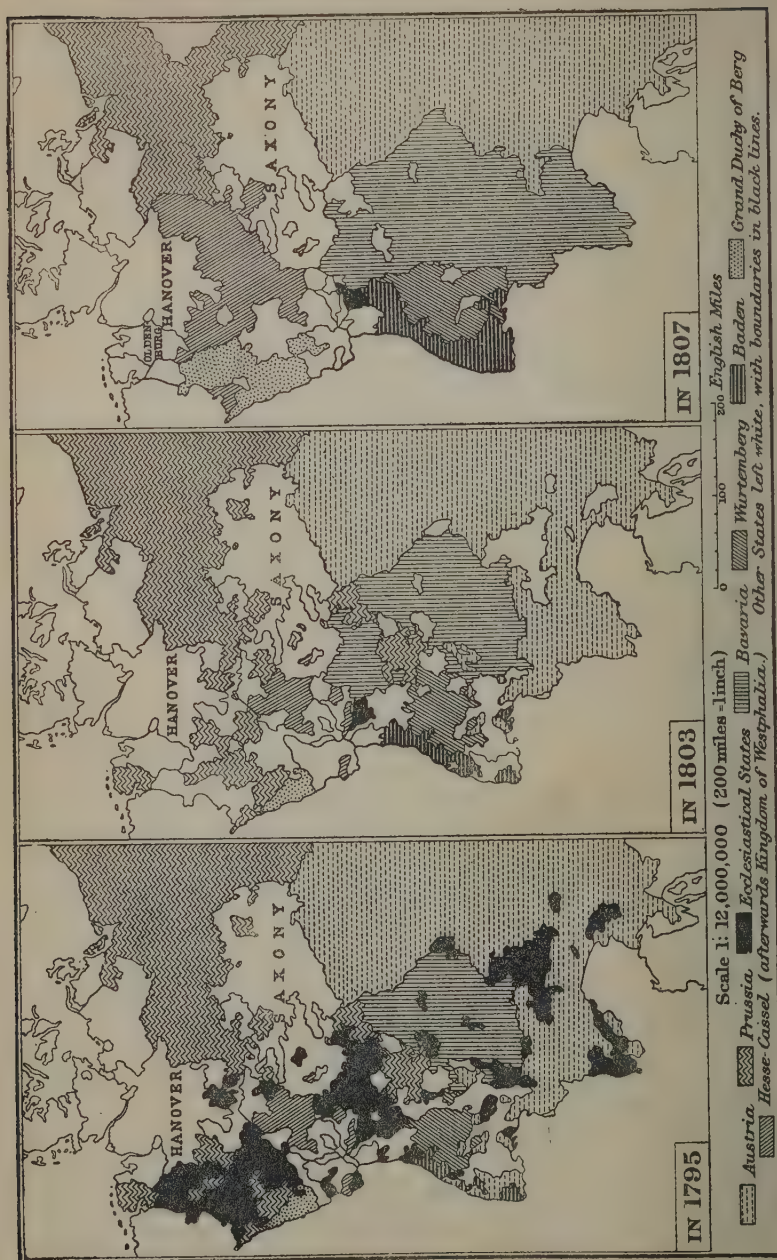 HANOVER
SAXONY
IN 1795
HANOVER
SAXONY
IN 1803
OLDEN-
BURG
HANOVER
SAXONY
IN 1807
Scale 1: 12,000,000 (200 miles = 1 inch)
0 100 200 English Miles
Austria Prussia Ecclesiastical States Bavaria Wurtemberg Baden Grand Duchy of Berg
Hesse-Cassel (afterwards Kingdom of Westphalia.) Other States left white, with boundaries in black lines.